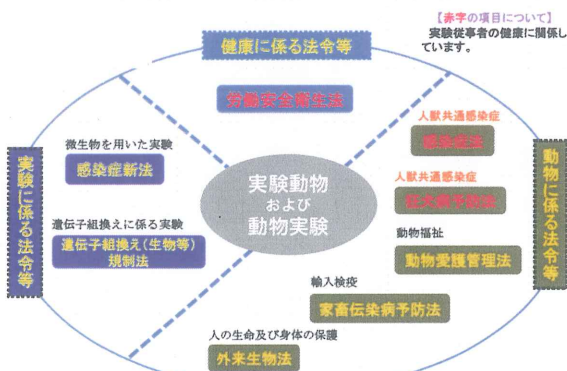 【赤字の項目について】
実験従事者の健康に関係し
ています。
健康に係る法令等
労働安全衛生法
人獣共通感染症
感染症法
微生物を用いた実験
感染症新法
実験に係る法令等
実験動物
および
動物実験
人獣共通感染症
狂犬病予防法
動物に係る法令等
遺伝子組換えに係る実験
遺伝子組換え(生物等)
規制法
動物福祉
動物愛護管理法
輸入検疫
家畜伝染病予防法
人の生命及び身体の保護
外来生物法